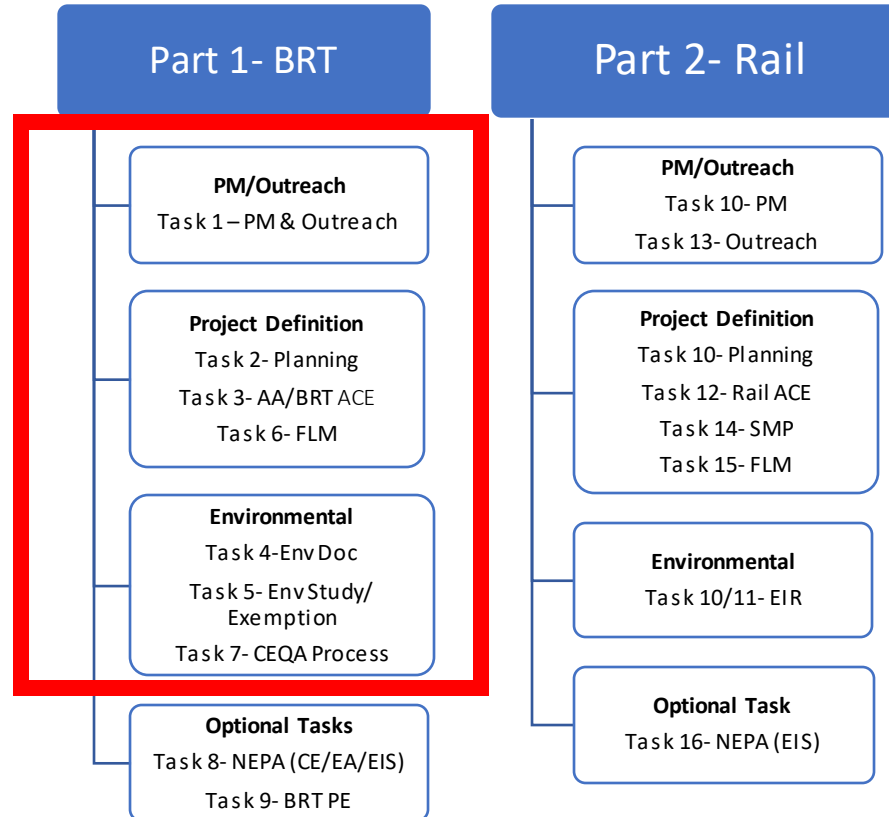 Part 1- BRT
PM/Outreach
Task 1 – PM & Outreach
Project Definition
Task 2- Planning
Task 3- AA/BRT ACE
Task 6- FLM
Environmental
Task 4-Env Doc
Task 5- Env Study/
Exemption
Task 7- CEQA Process
Optional Tasks
Task 8- NEPA (CE/EA/EIS)
Task 9- BRT PE
Part 2- Rail
PM/Outreach
Task 10- PM
Task 13- Outreach
Project Definition
Task 10- Planning
Task 12- Rail ACE
Task 14- SMP
Task 15- FLM
Environmental
Task 10/11- EIR
Optional Task
Task 16- NEPA (EIS)